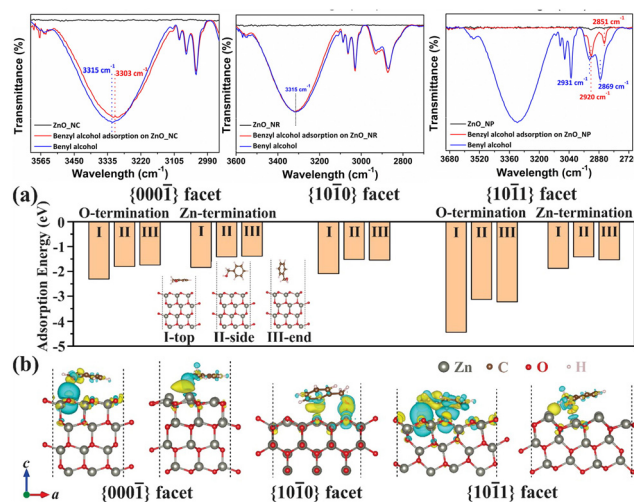 Transmittance (%)
3315 cm-1
3303 cm-1
ZnO_NC
Benzyl alcohol adsorption on ZnO_NC
Benyl alcohol
3665 3530 3395 3260 3125 2990
Wavelength (cm-1)
Transmittance (%)
3315 cm-1
ZnO_NR
Benzyl alcohol adsorption on ZnO_NR
Benyl alcohol
3600 3400 3200 3000 2800
Wavelength (cm-1)
Transmittance (%)
2851 cm-1
2931 cm-1
2869 cm-1
2920 cm-1
ZnO_NP
Benzyl alcohol adsorption on ZnO_NP
Benyl alcohol
3680 3520 3360 3200 3040 2880 272
Wavelength (cm-1)
(a) {0001̄} facet {101̄0} facet {101̄1} facet
Adsorption Energy (eV)
0
-1
-2
-3
-4
-5
O-termination Zn-termination O-termination Zn-termination
I II III I II III I II III I II III I II III
I-top II-side III-end
(b) Zn C O H
c
a
{0001̄} facet {101̄0} facet {101̄1} facet